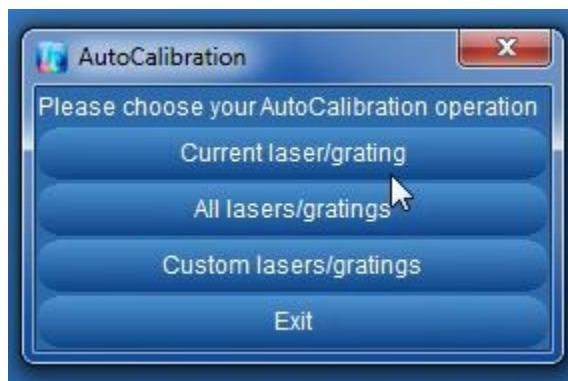 AutoCalibration
Please choose your AutoCalibration operation
Current laser/grating
All lasers/gratings
Custom lasers/gratings
Exit